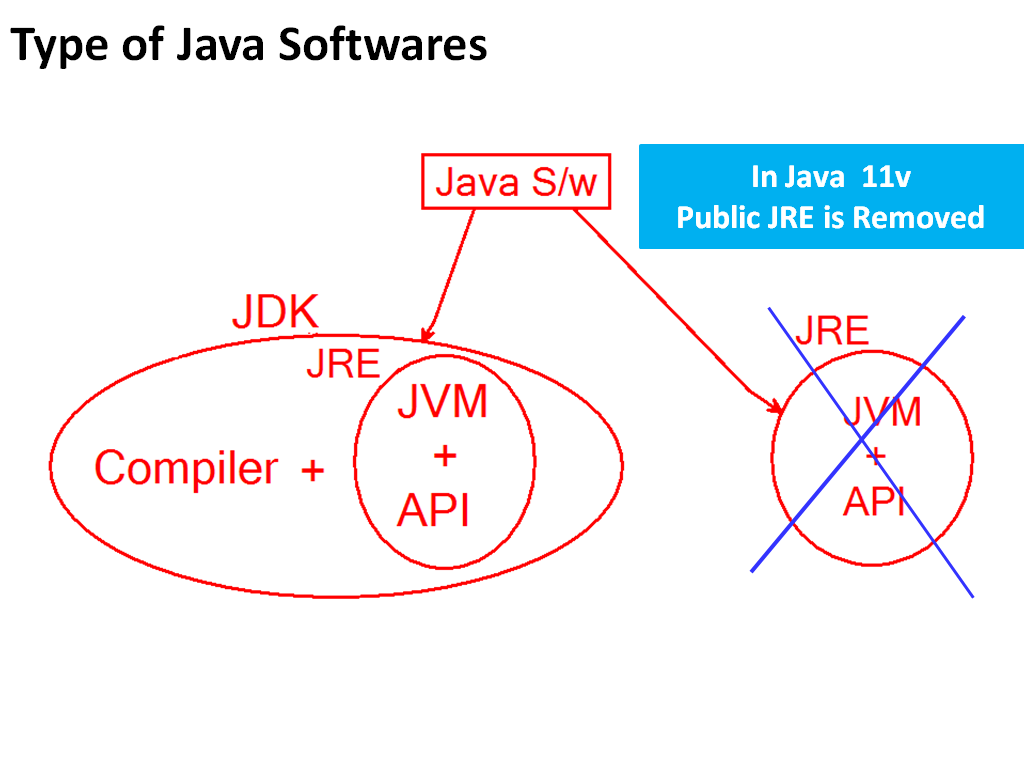 Type of Java Softwares
Java S/w
In Java 11v
Public JRE is Removed
JDK
JRE
JVM
+
API
Compiler +
JRE
JVM
+
API